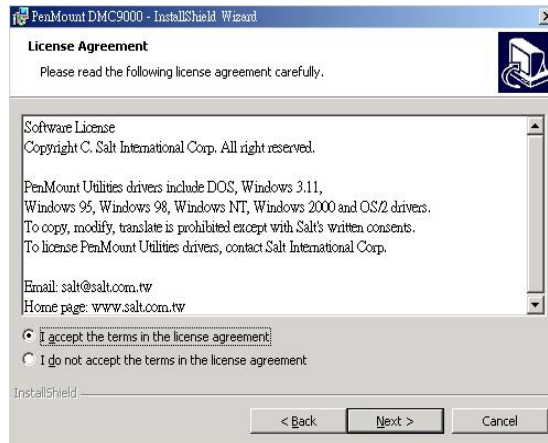 PenMount DMC9000 - InstallShield Wizard
License Agreement
Please read the following license agreement carefully.
Software License
Copyright C. Salt International Corp. All right reserved.
PenMount Utilities drivers include DOS, Windows 3.11,
Windows 95, Windows 98, Windows NT, Windows 2000 and OS/2 drivers.
To copy, modify, translate is prohibited except with Salt's written consents.
To license PenMount Utilities drivers, contact Salt International Corp.
Email: salt@salt.com.tw
Home page: www.salt.com.tw
I accept the terms in the license agreement
I do not accept the terms in the license agreement
InstallShield
< Back
Next >
Cancel